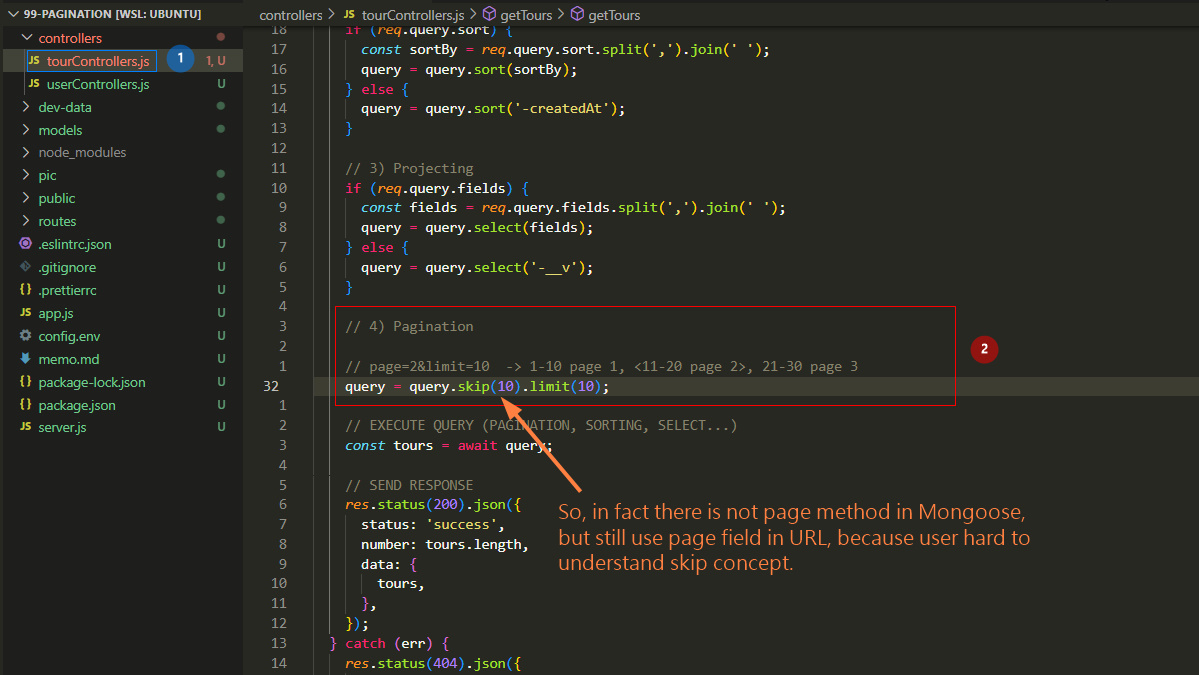 99-PAGINATION [WSL: UBUNTU]
controllers
JS tourControllers.js 1 1, U
JS userControllers.js U
dev-data
models
node_modules
pic
public
routes
.eslintrc.json U
.gitignore U
{} .prettierrc U
JS app.js U
config.env U
memo.md U
{} package-lock.json U
{} package.json U
JS server.js U
controllers > JS tourControllers.js > getTours > getTours
18 if (req.query.sort) {
17 const sortBy = req.query.sort.split(',').join(' ');
16 query = query.sort(sortBy);
15 } else {
14 query = query.sort('-createdAt');
13 }
12
11 // 3) Projecting
10 if (req.query.fields) {
9 const fields = req.query.fields.split(',').join(' ');
8 query = query.select(fields);
7 } else {
6 query = query.select('-__v');
5 }
4
3 // 4) Pagination
2
1 // page=2&limit=10  -> 1-10 page 1, <11-20 page 2>, 21-30 page 3
32 query = query.skip(10).limit(10);
1
2 // EXECUTE QUERY (PAGINATION, SORTING, SELECT...)
3 const tours = await query;
4
5 // SEND RESPONSE
6 res.status(200).json({
7 status: 'success',
8 number: tours.length,
9 data: {
10 tours,
11 },
12 });
13 } catch (err) {
14 res.status(404).json({
2
So, in fact there is not page method in Mongoose,
but still use page field in URL, because user hard to
understand skip concept.